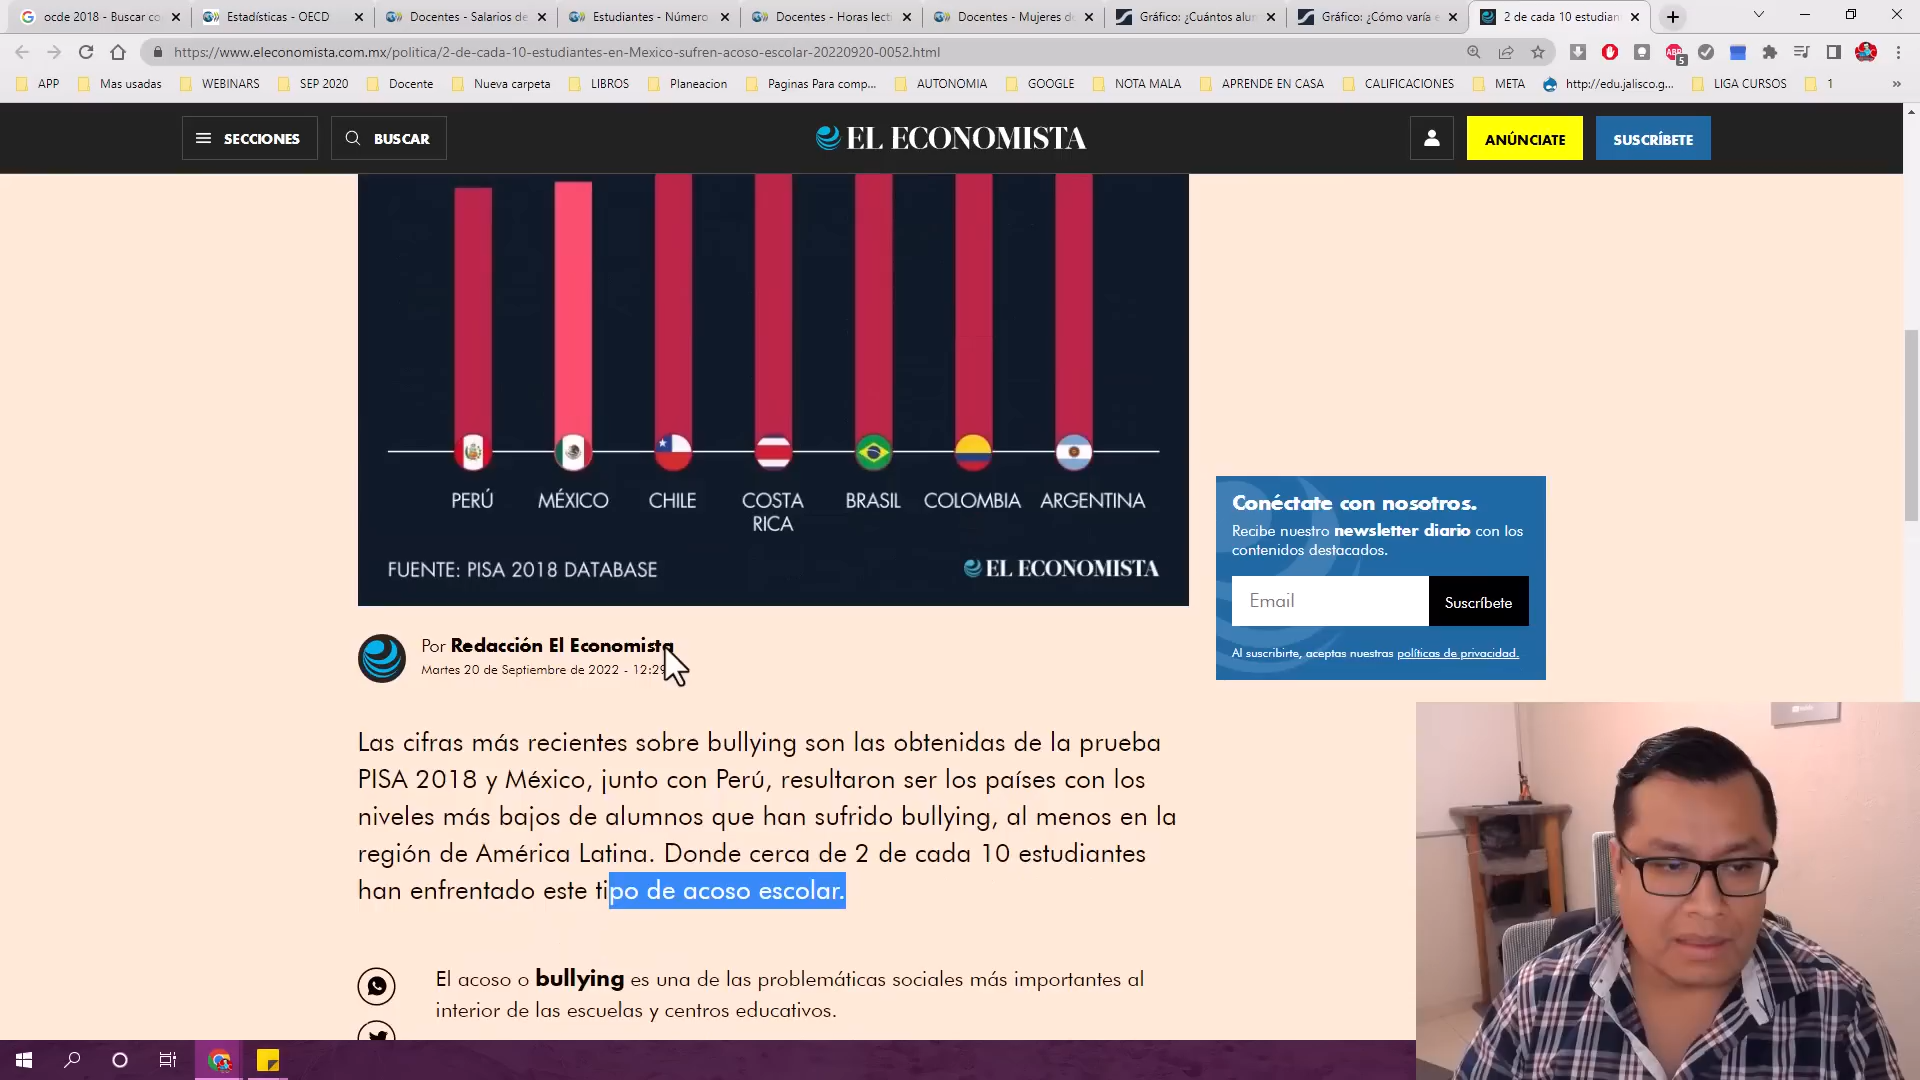 ocde 2018 - Buscar co
Estadísticas - OECD
Docentes - Salarios de
Estudiantes - Número
Docentes - Horas lecti
Docentes - Mujeres d
Gráfico: ¿Cuántos alun
Gráfico: ¿Cómo varía e
2 de cada 10 estudian
https://www.eleconomista.com.mx/politica/2-de-cada-10-estudiantes-en-Mexico-sufren-acoso-escolar-20220920-0052.html
ABP
5
APP
Mas usadas
WEBINARS
SEP 2020
Docente
Nueva carpeta
LIBROS
Planeacion
Paginas Para comp...
AUTONOMIA
GOOGLE
NOTA MALA
APRENDE EN CASA
CALIFICACIONES
META
http://edu.jalisco.g...
LIGA CURSOS
1
SECCIONES
BUSCAR
EL ECONOMISTA
ANÚNCIATE
SUSCRÍBETE
PERÚ
MÉXICO
CHILE
COSTA
RICA
BRASIL
COLOMBIA
ARGENTINA
FUENTE: PISA 2018 DATABASE
EL ECONOMISTA
Por Redacción El Economista
Martes 20 de Septiembre de 2022 - 12:29
Conéctate con nosotros.
Recibe nuestro newsletter diario con los
contenidos destacados.
Email
Suscríbete
Al suscribirte, aceptas nuestras políticas de privacidad.
Las cifras más recientes sobre bullying son las obtenidas de la prueba
PISA 2018 y México, junto con Perú, resultaron ser los países con los
niveles más bajos de alumnos que han sufrido bullying, al menos en la
región de América Latina. Donde cerca de 2 de cada 10 estudiantes
han enfrentado este tipo de acoso escolar.
El acoso o bullying es una de las problemáticas sociales más importantes al
interior de las escuelas y centros educativos.